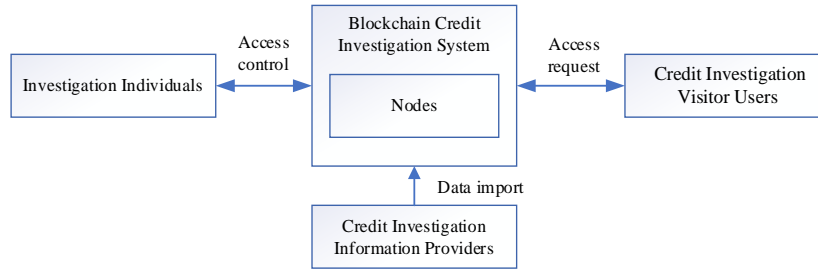 Blockchain Credit
Investigation System
Access
control
Access
request
Investigation Individuals
Nodes
Credit Investigation
Visitor Users
Data import
Credit Investigation
Information Providers